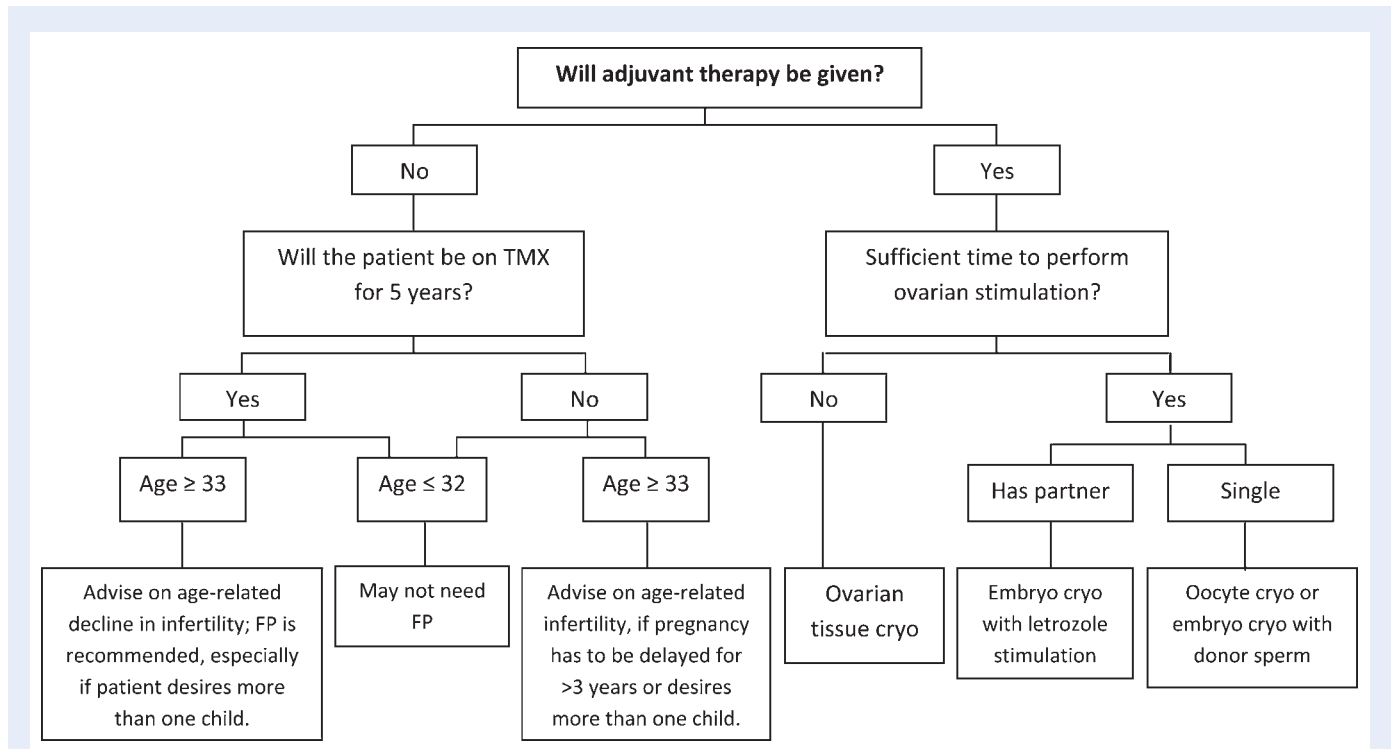 Will adjuvant therapy be given?
No
Yes
Will the patient be on TMX
for 5 years?
Sufficient time to perform
ovarian stimulation?
Yes
No
No
Yes
Age ≥ 33
Age ≤ 32
Age ≥ 33
Has partner
Single
Advise on age-related
decline in infertility; FP is
recommended, especially
if patient desires more
than one child.
May not need
FP
Advise on age-related
infertility, if pregnancy
has to be delayed for
>3 years or desires
more than one child.
Ovarian
tissue cryo
Embryo cryo
with letrozole
stimulation
Oocyte cryo or
embryo cryo with
donor sperm